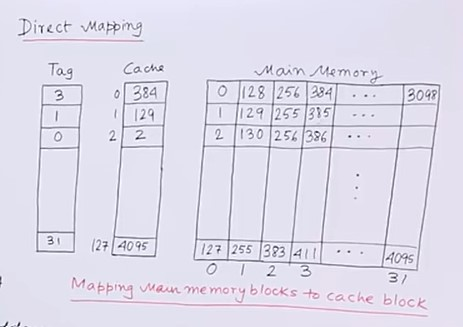 Direct Mapping
Tag Cache Main Memory
3 0 384 0 128 256 384 ... 3098
1 1 129 1 129 255 385 ...
0 2 2 2 130 256 386 ...
31 127 4095 127 255 383 411 ... 4095
0 1 2 3 31
Mapping Main memory blocks to cache block